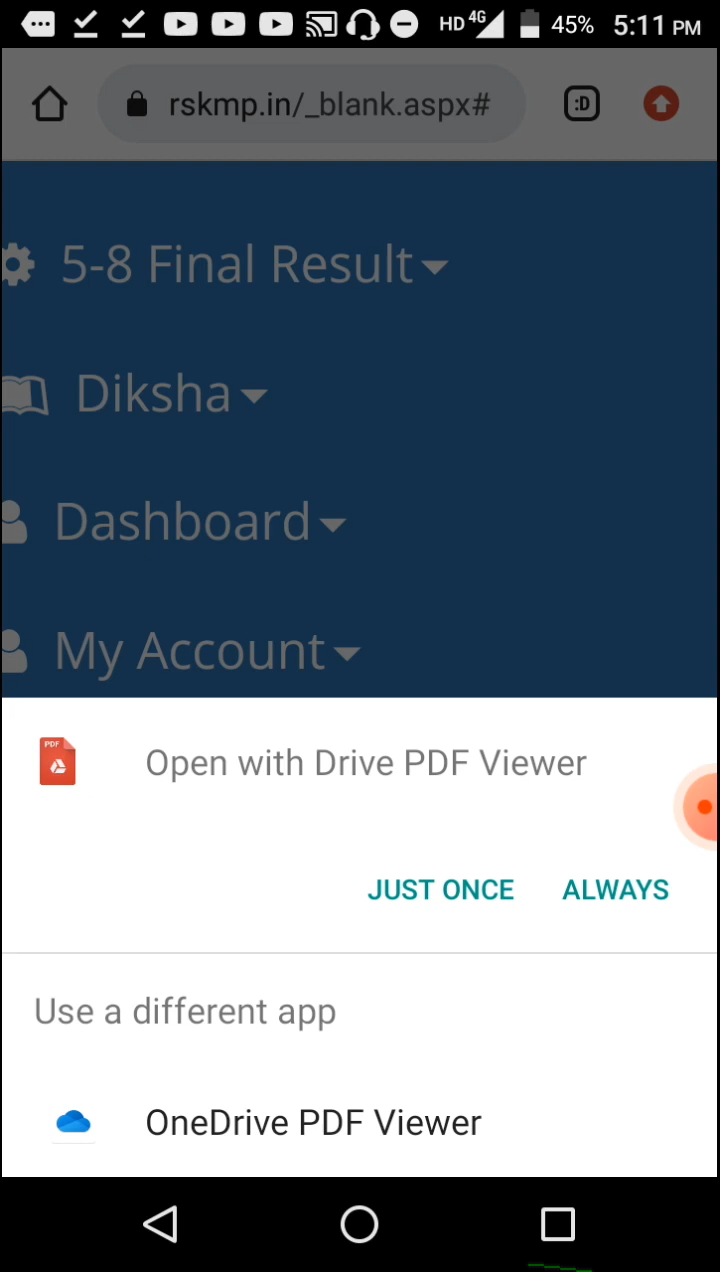 HD 4G 45% 5:11 PM
rskmp.in/_blank.aspx# :D
5-8 Final Result
Diksha
Dashboard
My Account
PDF
Open with Drive PDF Viewer
JUST ONCE ALWAYS
Use a different app
OneDrive PDF Viewer